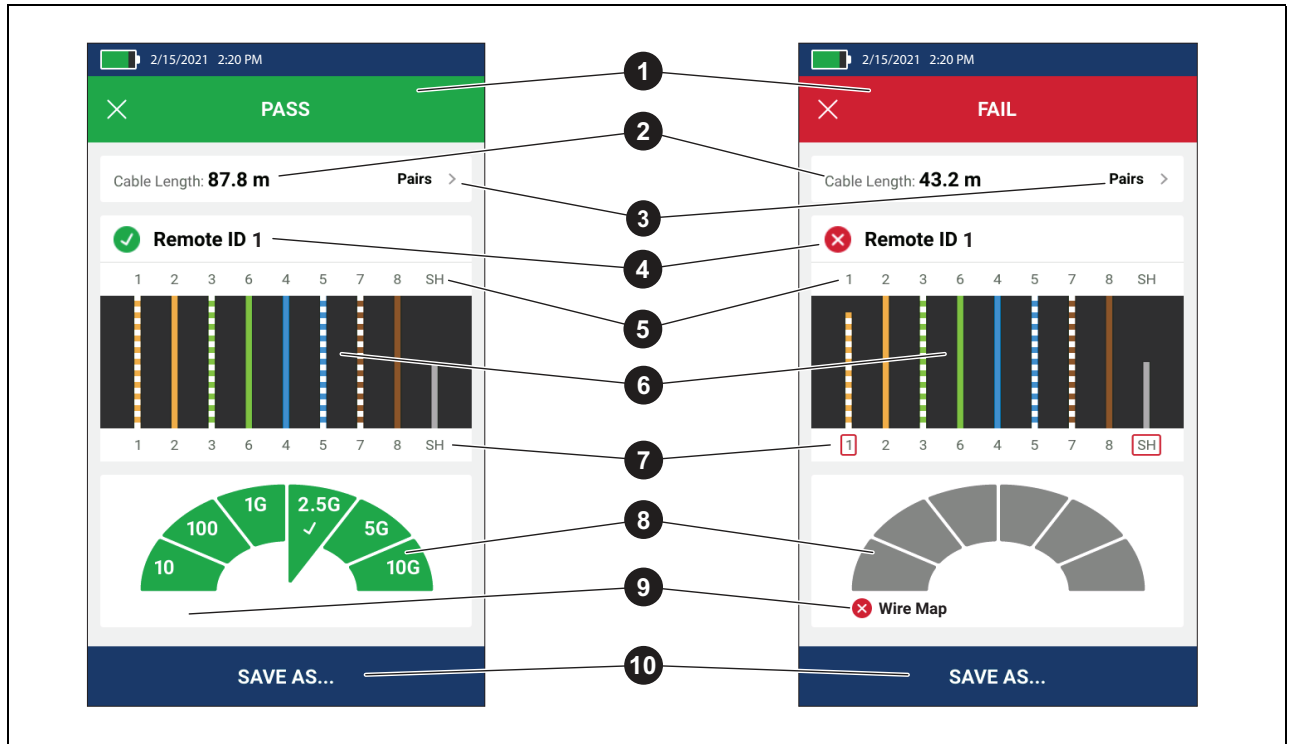 2/15/2021 2:20 PM
PASS
Cable Length: 87.8 m
Pairs >
Remote ID 1
1 2 3 6 4 5 7 8 SH
1 2 3 6 4 5 7 8 SH
10
100
1G
2.5G
5G
10G
SAVE AS...
1
2
3
4
5
6
7
8
9
10
2/15/2021 2:20 PM
FAIL
Cable Length: 43.2 m
Pairs >
Remote ID 1
1 2 3 6 4 5 7 8 SH
1 2 3 6 4 5 7 8 SH
Wire Map
SAVE AS...